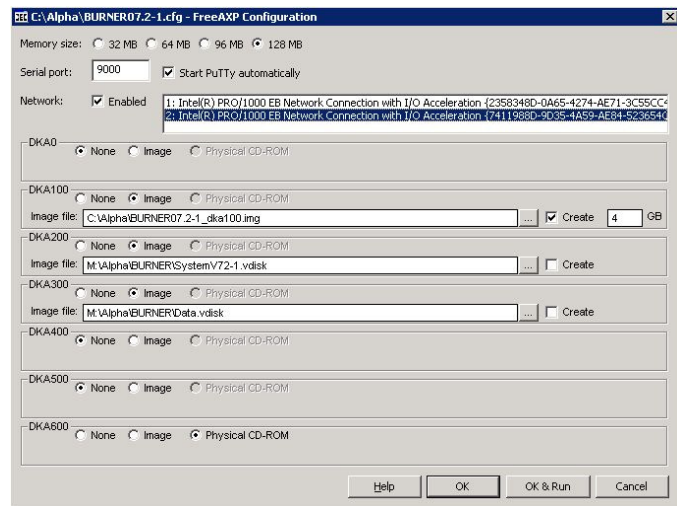 C:\Alpha\BURNER07.2-1.cfg - FreeAXP Configuration
Memory size: 32 MB 64 MB 96 MB 128 MB
Serial port: 9000 Start PuTTy automatically
Network: Enabled
1: Intel(R) PRO/1000 EB Network Connection with I/O Acceleration {2358348D-0A65-4274-AE71-3C55CC4
2: Intel(R) PRO/1000 EB Network Connection with I/O Acceleration {7411988D-9D35-4A59-AE84-523654C
DKA0
None Image Physical CD-ROM
DKA100
None Image Physical CD-ROM
Image file: C:\Alpha\BURNER07.2-1_dka100.img ... Create 4 GB
DKA200
None Image Physical CD-ROM
Image file: M:\Alpha\BURNER\SystemV72-1.vdisk ... Create
DKA300
None Image Physical CD-ROM
Image file: M:\Alpha\BURNER\Data.vdisk ... Create
DKA400
None Image Physical CD-ROM
DKA500
None Image Physical CD-ROM
DKA600
None Image Physical CD-ROM
Help OK OK & Run Cancel